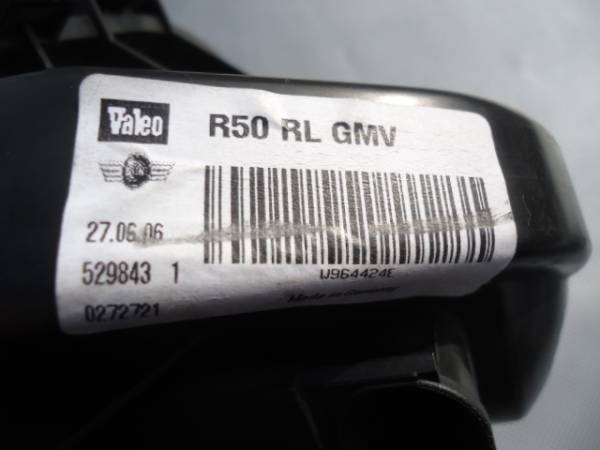 Valeo
R50 RL GMV
27.06.06
529843 1
W964424E
Made in Germany
0272721